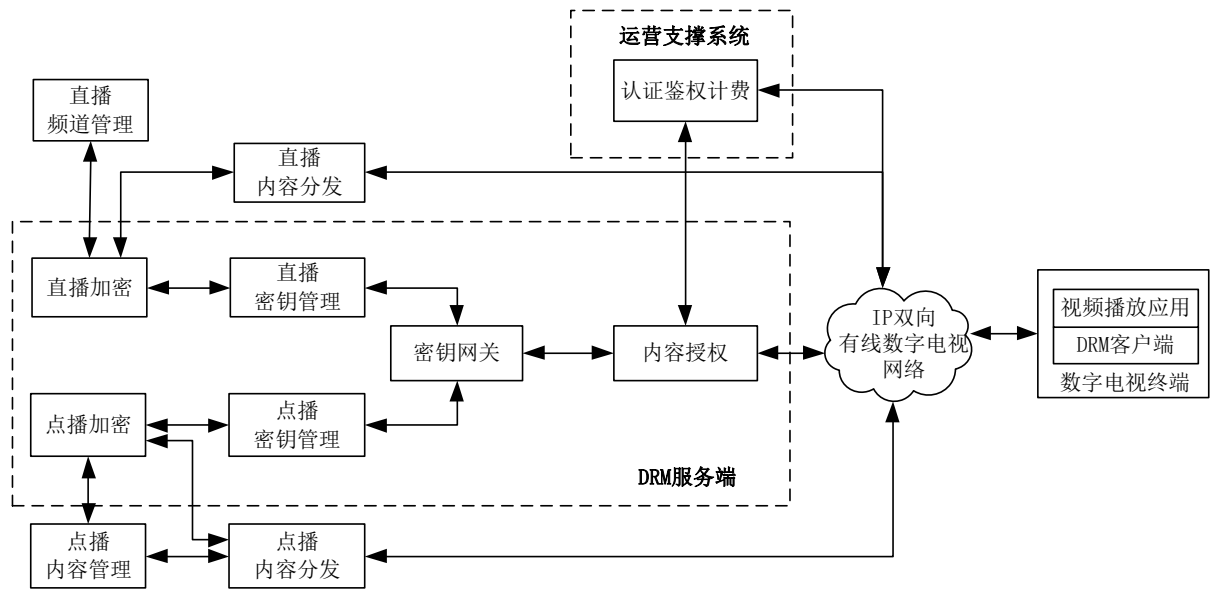 运营支撑系统
认证鉴权计费
直播
频道管理
直播
内容分发
直播加密
直播
密钥管理
密钥网关
内容授权
IP双向
有线数字电视
网络
视频播放应用
DRM客户端
数字电视终端
点播加密
点播
密钥管理
DRM服务端
点播
内容管理
点播
内容分发